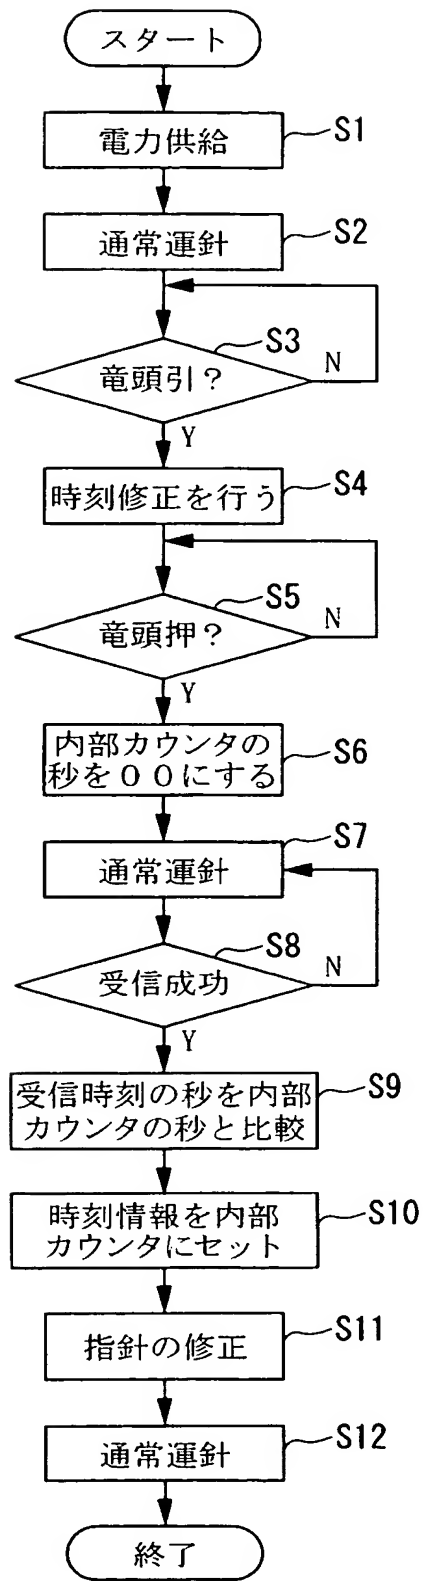 スタート
電力供給
S1
通常運針
S2
S3
竜頭引？
N
Y
時刻修正を行う
S4
S5
竜頭押？
N
Y
内部カウンタの
秒を００にする
S6
S7
通常運針
S8
受信成功
N
Y
受信時刻の秒を内部
カウンタの秒と比較
S9
時刻情報を内部
カウンタにセット
S10
指針の修正
S11
通常運針
S12
終了